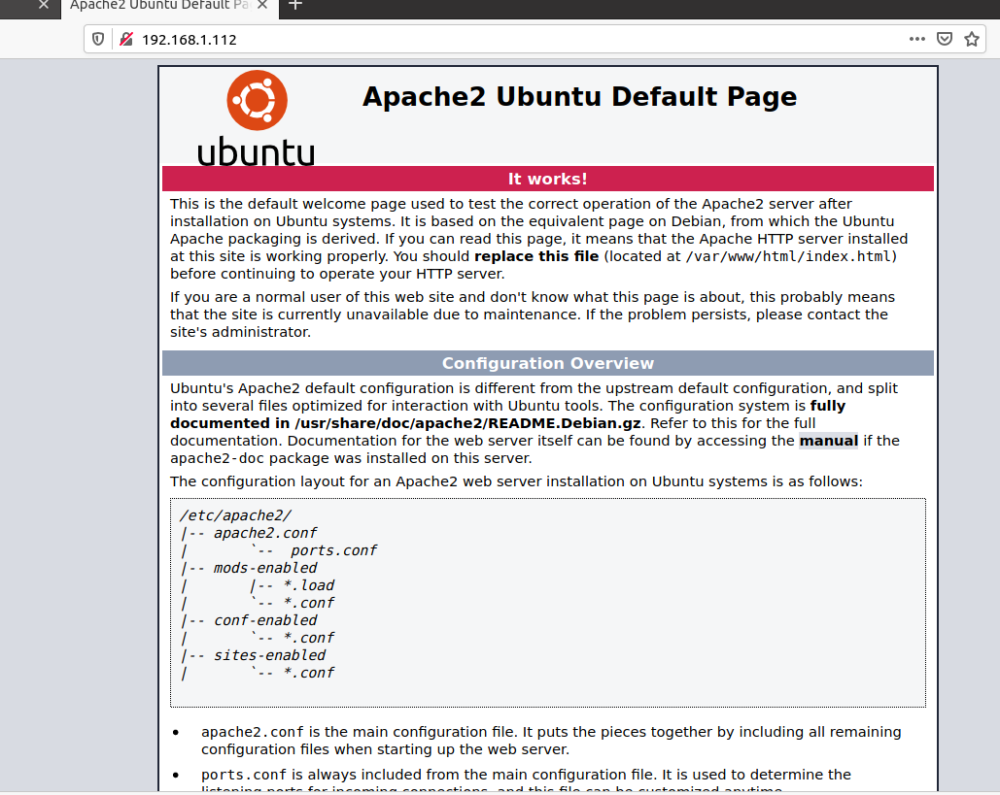 Apache2 Ubuntu Default Pa
192.168.1.112
ubuntu
Apache2 Ubuntu Default Page
It works!
This is the default welcome page used to test the correct operation of the Apache2 server after
installation on Ubuntu systems. It is based on the equivalent page on Debian, from which the Ubuntu
Apache packaging is derived. If you can read this page, it means that the Apache HTTP server installed
at this site is working properly. You should replace this file (located at /var/www/html/index.html)
before continuing to operate your HTTP server.
If you are a normal user of this web site and don't know what this page is about, this probably means
that the site is currently unavailable due to maintenance. If the problem persists, please contact the
site's administrator.
Configuration Overview
Ubuntu's Apache2 default configuration is different from the upstream default configuration, and split
into several files optimized for interaction with Ubuntu tools. The configuration system is fully
documented in /usr/share/doc/apache2/README.Debian.gz. Refer to this for the full
documentation. Documentation for the web server itself can be found by accessing the manual if the
apache2-doc package was installed on this server.
The configuration layout for an Apache2 web server installation on Ubuntu systems is as follows:
/etc/apache2/
|-- apache2.conf
|       `--  ports.conf
|-- mods-enabled
|       |-- *.load
|       `-- *.conf
|-- conf-enabled
|       `-- *.conf
|-- sites-enabled
|       `-- *.conf
• apache2.conf is the main configuration file. It puts the pieces together by including all remaining
configuration files when starting up the web server.
• ports.conf is always included from the main configuration file. It is used to determine the
listening ports for incoming connections, and this file can be customized anytime.